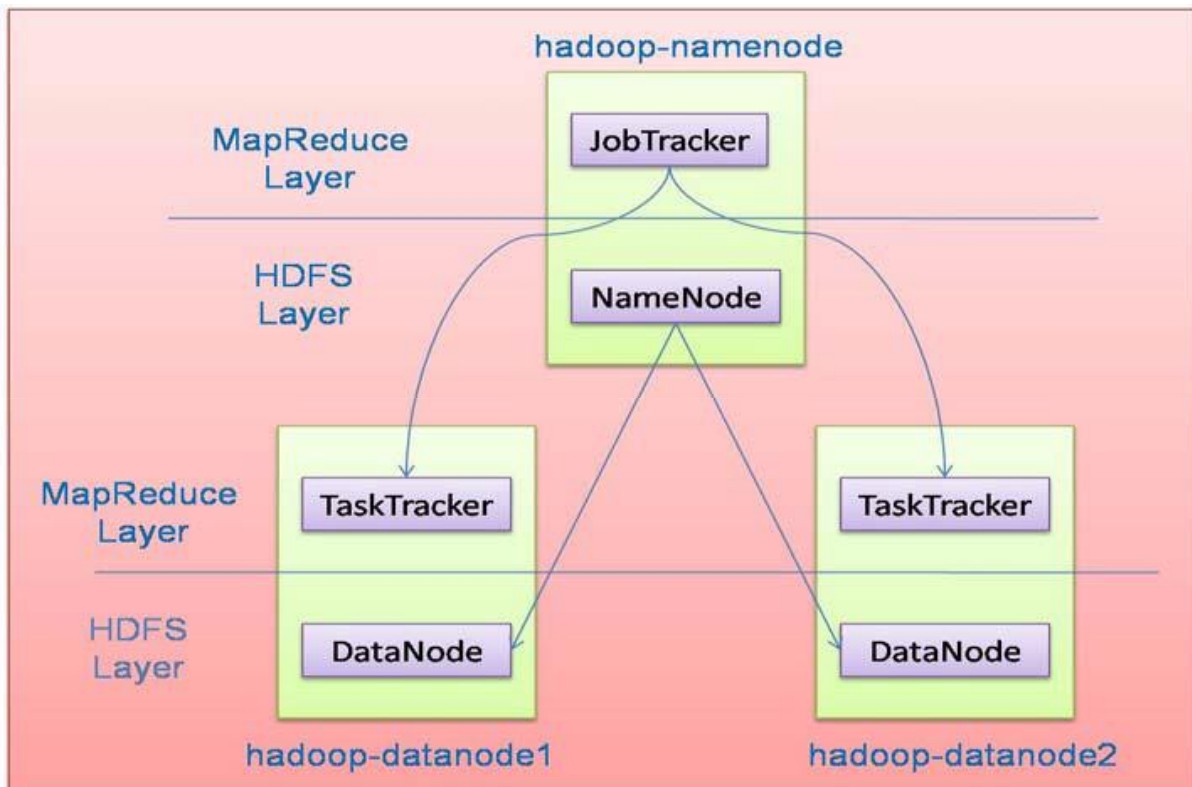 hadoop-namenode
JobTracker
MapReduce
Layer
HDFS
Layer
NameNode
TaskTracker
TaskTracker
MapReduce
Layer
HDFS
Layer
DataNode
DataNode
hadoop-datanode1
hadoop-datanode2